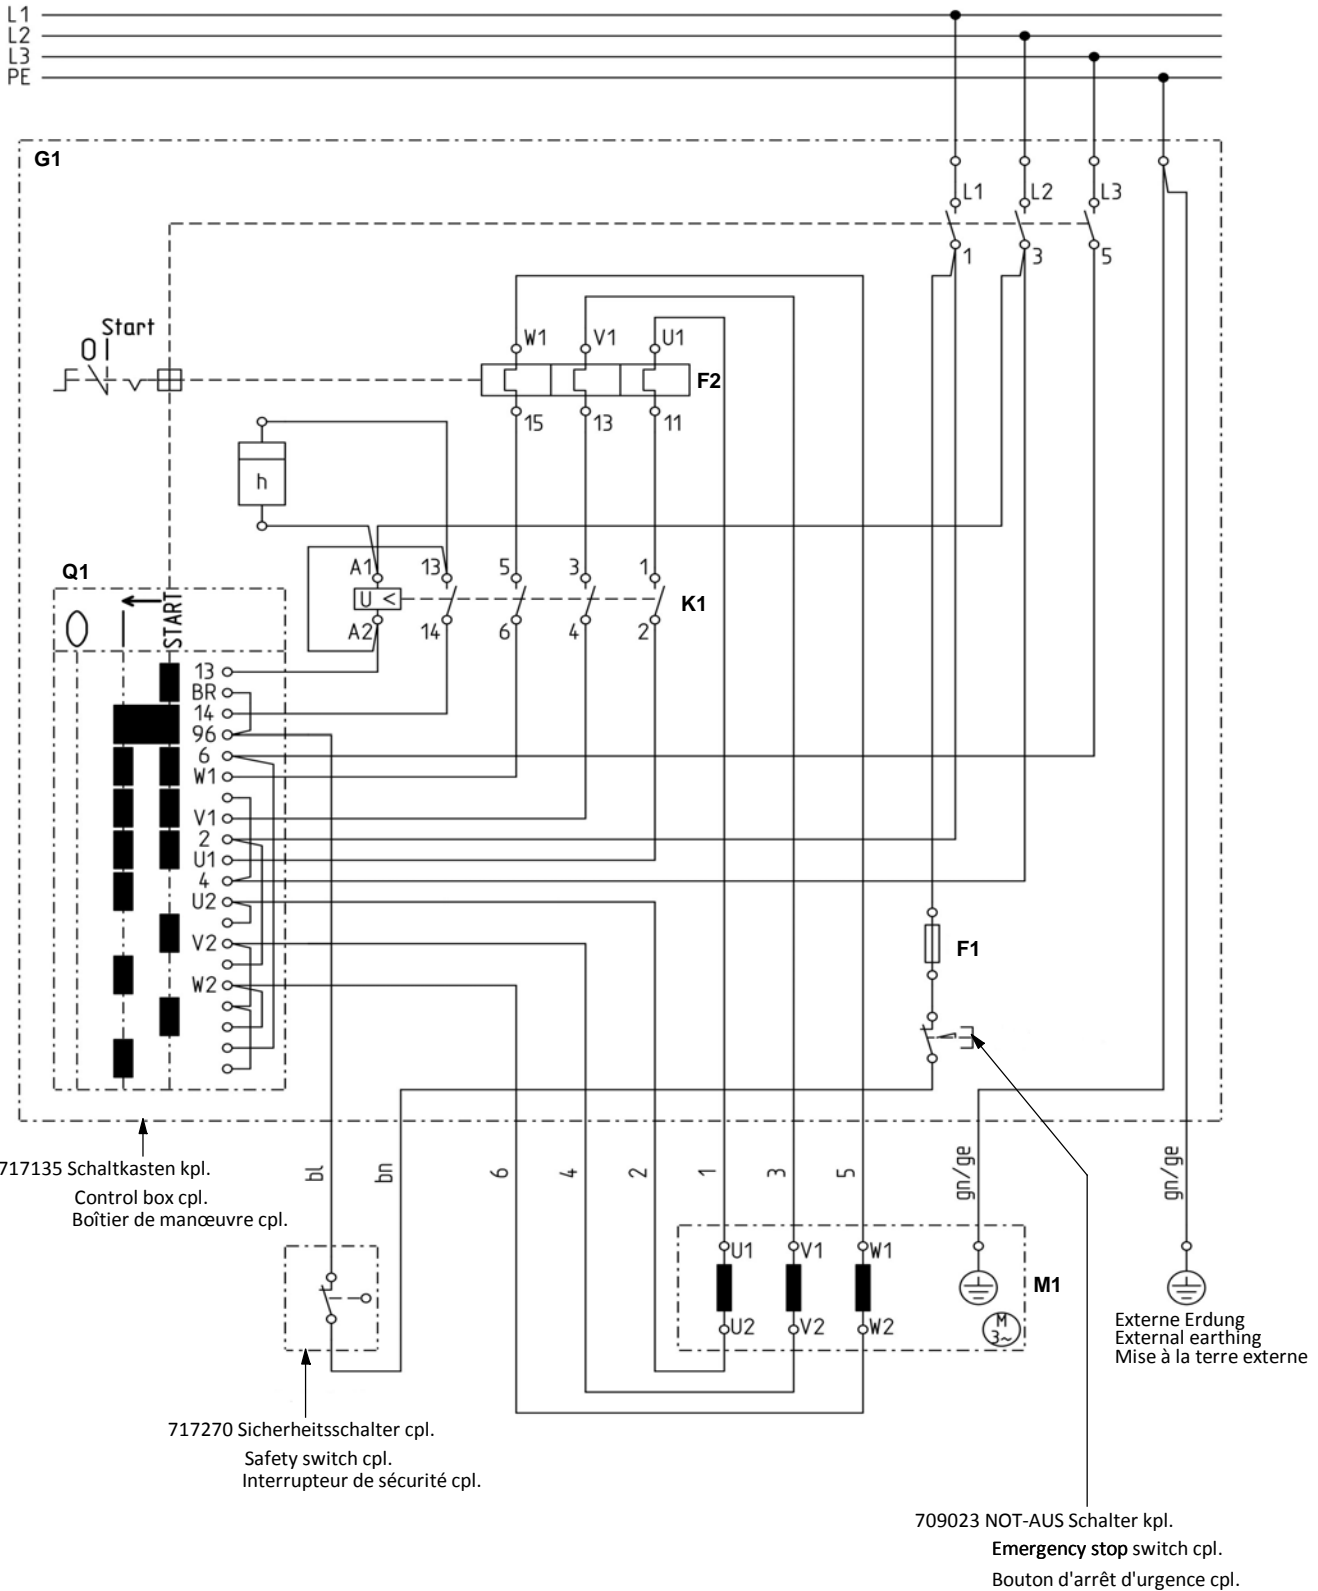 L1
L2
L3
PE
G1
L1 L2 L3
1 3 5
Start
0
W1 V1 U1
F2
15 13 11
h
A1 13 5 3 1
U <
K1
A2 14 6 4 2
Q1
START
13
BR
14
96
6
W1
V1
2
U1
4
U2
V2
W2
F1
717135 Schaltkasten kpl.
Control box cpl.
Boîtier de manœuvre cpl.
bl bn 6 4 2 1 3 5 gn/ge gn/ge
U1 V1 W1
M1
U2 V2 W2
M
3~
Externe Erdung
External earthing
Mise à la terre externe
717270 Sicherheitsschalter cpl.
Safety switch cpl.
Interrupteur de sécurité cpl.
709023 NOT-AUS Schalter kpl.
Emergency stop switch cpl.
Bouton d'arrêt d'urgence cpl.